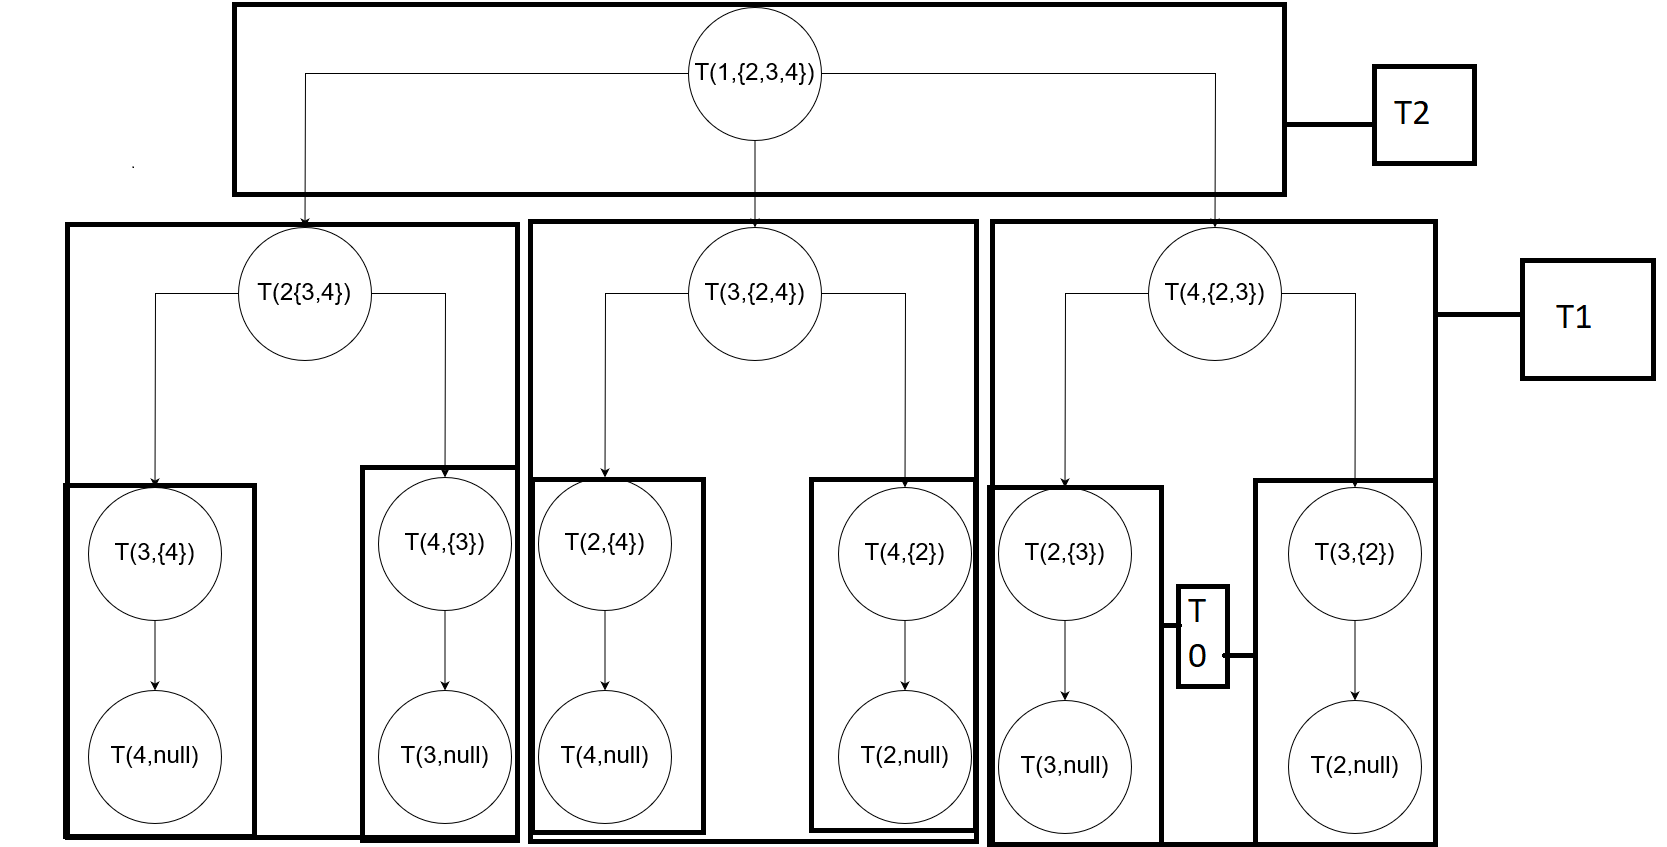 T(1,{2,3,4})
T2
T(2{3,4})
T(3,{2,4})
T(4,{2,3})
T1
T(3,{4})
T(4,{3})
T(2,{4})
T(4,{2})
T(2,{3})
T(3,{2})
T
0
T(4,null)
T(3,null)
T(4,null)
T(2,null)
T(3,null)
T(2,null)